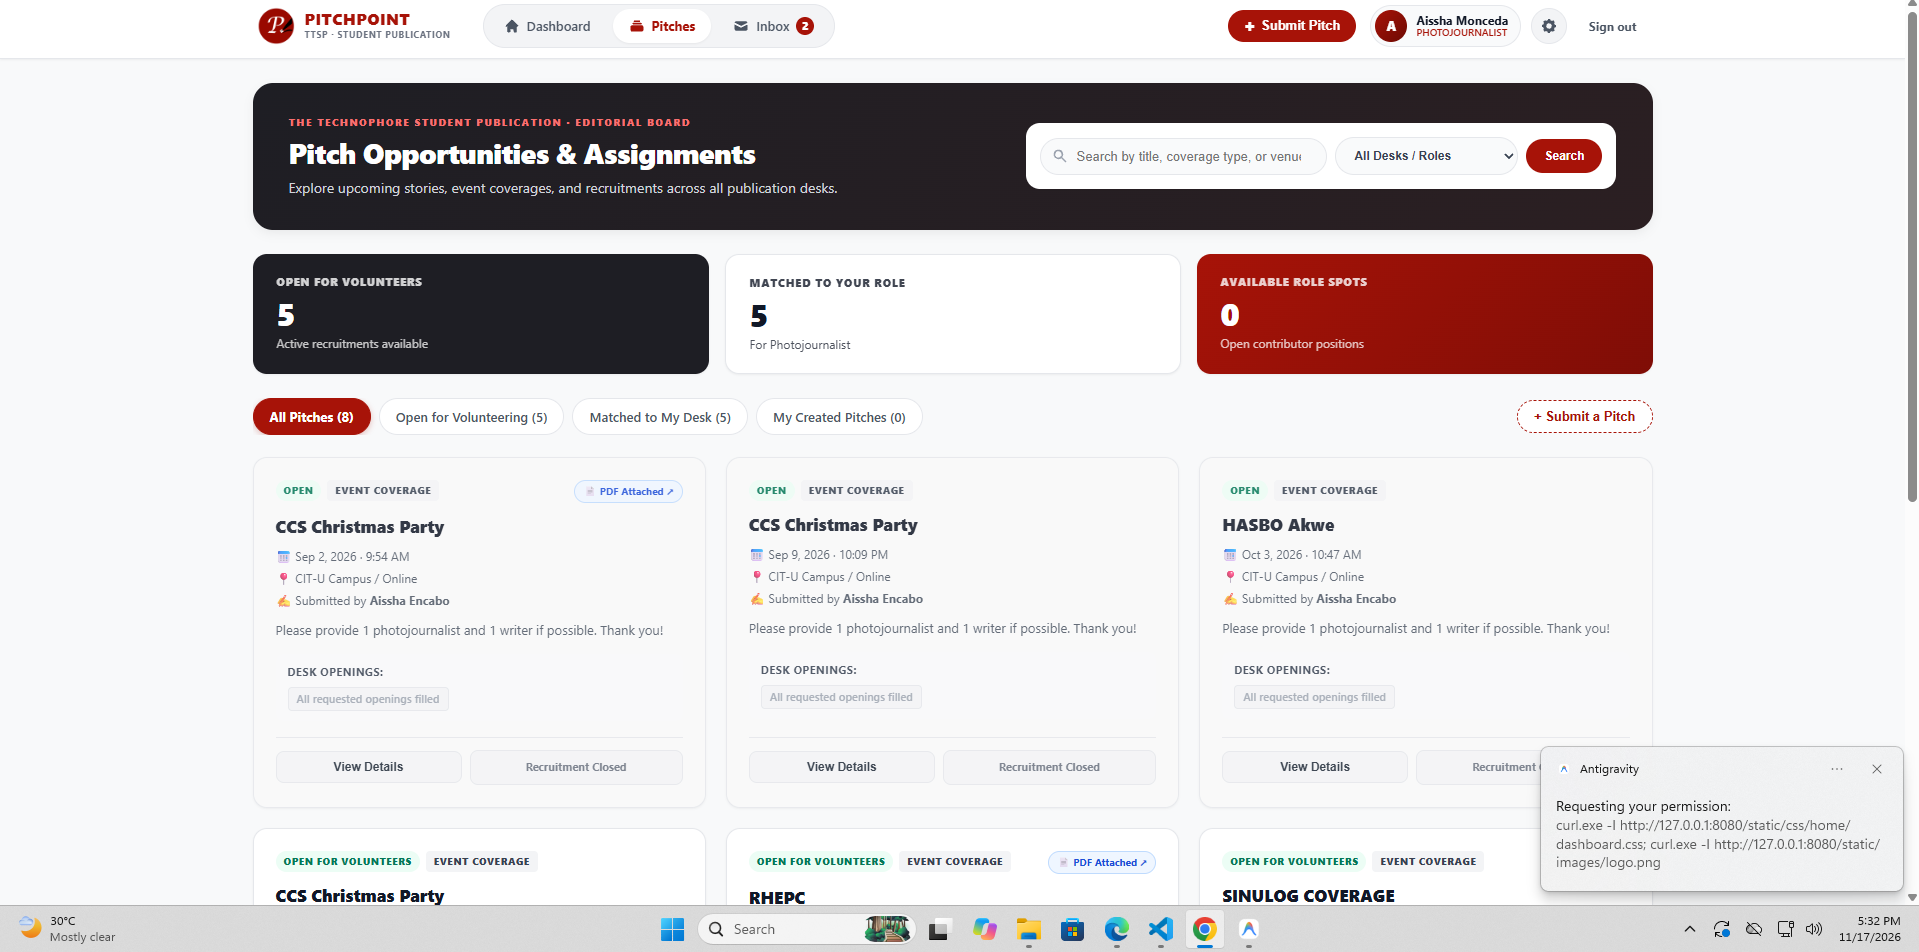 PITCHPOINT
TTSP · STUDENT PUBLICATION
Dashboard
Pitches
Inbox 2
+ Submit Pitch
A
Aissha Monceda
PHOTOJOURNALIST
Sign out
THE TECHNOPHORE STUDENT PUBLICATION · EDITORIAL BOARD
Pitch Opportunities & Assignments
Explore upcoming stories, event coverages, and recruitments across all publication desks.
Search by title, coverage type, or venu
All Desks / Roles
Search
OPEN FOR VOLUNTEERS
5
Active recruitments available
MATCHED TO YOUR ROLE
5
For Photojournalist
AVAILABLE ROLE SPOTS
0
Open contributor positions
All Pitches (8)
Open for Volunteering (5)
Matched to My Desk (5)
My Created Pitches (0)
+ Submit a Pitch
OPEN
EVENT COVERAGE
PDF Attached ↗
CCS Christmas Party
Sep 2, 2026 · 9:54 AM
CIT-U Campus / Online
Submitted by Aissha Encabo
Please provide 1 photojournalist and 1 writer if possible. Thank you!
DESK OPENINGS:
All requested openings filled
View Details
Recruitment Closed
OPEN
EVENT COVERAGE
CCS Christmas Party
Sep 9, 2026 · 10:09 PM
CIT-U Campus / Online
Submitted by Aissha Encabo
Please provide 1 photojournalist and 1 writer if possible. Thank you!
DESK OPENINGS:
All requested openings filled
View Details
Recruitment Closed
OPEN
EVENT COVERAGE
HASBO Akwe
Oct 3, 2026 · 10:47 AM
CIT-U Campus / Online
Submitted by Aissha Encabo
Please provide 1 photojournalist and 1 writer if possible. Thank you!
DESK OPENINGS:
All requested openings filled
View Details
Recruitment
OPEN FOR VOLUNTEERS
EVENT COVERAGE
CCS Christmas Party
OPEN FOR VOLUNTEERS
EVENT COVERAGE
PDF Attached ↗
RHEPC
OPEN FOR VOLUNTEERS
EVENT COVERAGE
SINULOG COVERAGE
Antigravity
Requesting your permission:
curl.exe -I http://127.0.0.1:8080/static/css/home/
dashboard.css; curl.exe -I http://127.0.0.1:8080/static/
images/logo.png
30°C
Mostly clear
Search
5:32 PM
11/17/2026